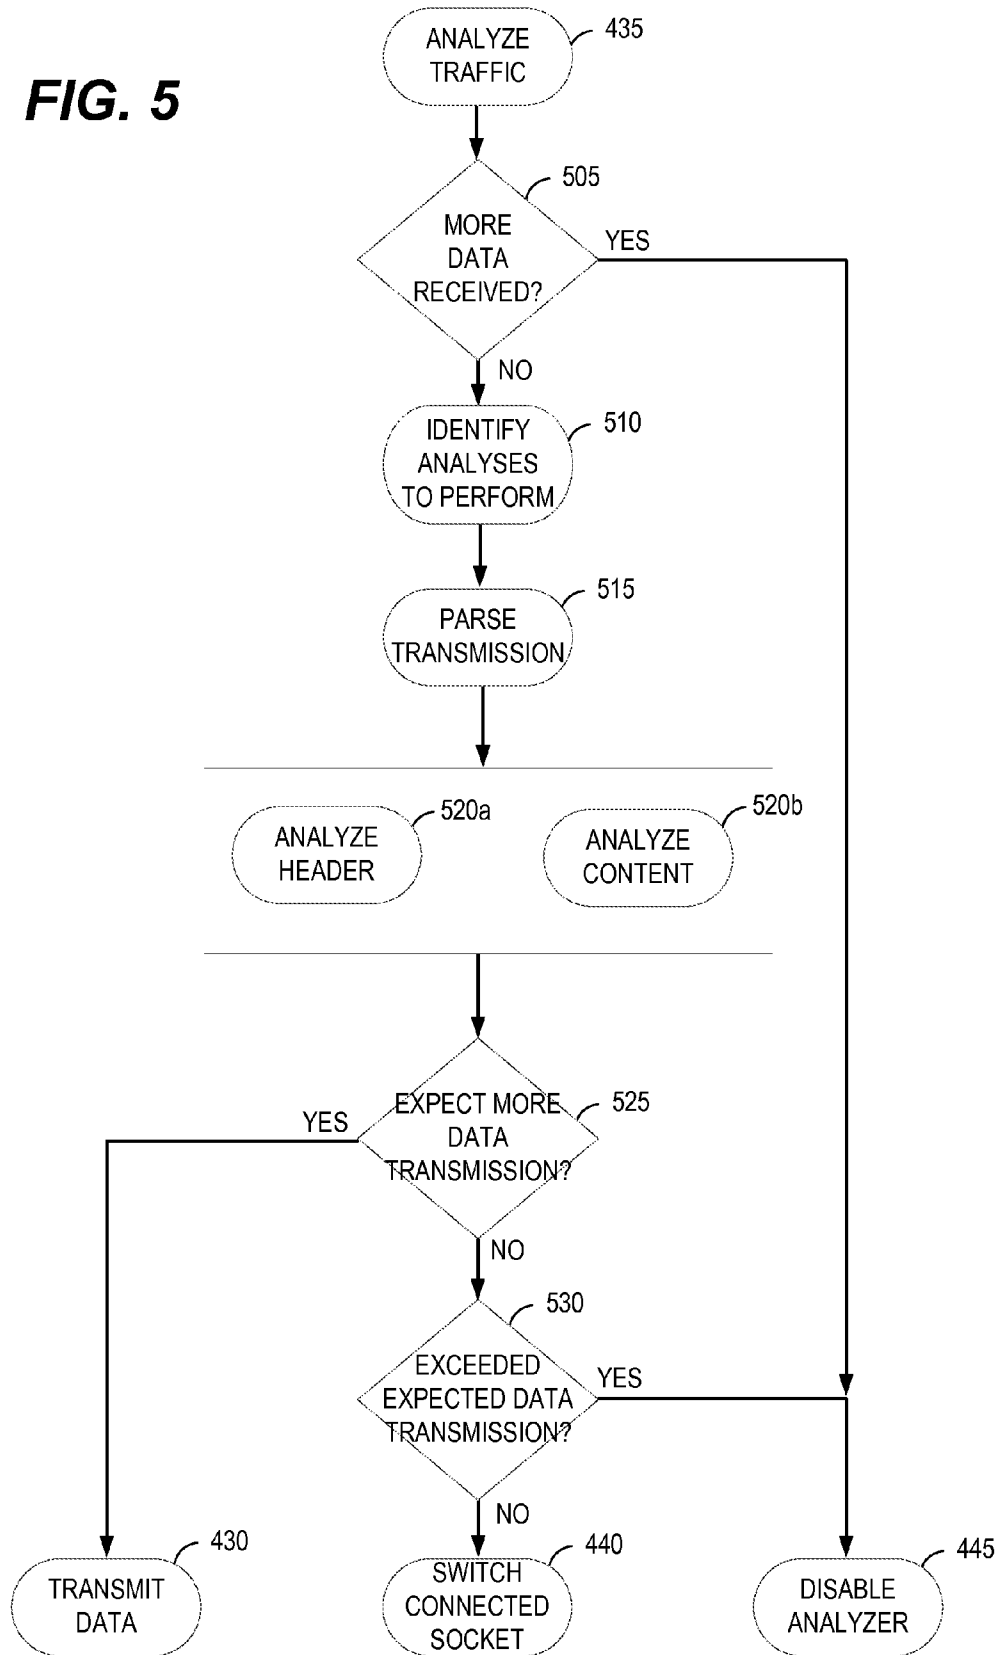 FIG. 5
ANALYZE
TRAFFIC
435
505
MORE
DATA
RECEIVED?
YES
NO
IDENTIFY
ANALYSES
TO PERFORM
510
PARSE
TRANSMISSION
515
ANALYZE
HEADER
520a
ANALYZE
CONTENT
520b
EXPECT MORE
DATA
TRANSMISSION?
525
YES
NO
530
EXCEEDED
EXPECTED DATA
TRANSMISSION?
YES
NO
TRANSMIT
DATA
430
SWITCH
CONNECTED
SOCKET
440
DISABLE
ANALYZER
445